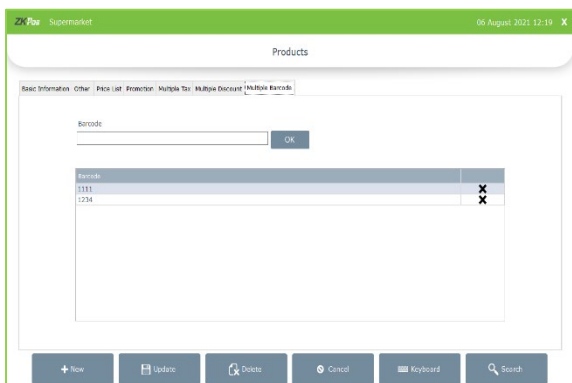 ZKPos Supermarket 06 August 2021 12:19 X
Products
Basic Information Other Price List Promotion Multiple Tax Multiple Discount Multiple Barcode
Barcode
OK
Barcode
1111
1234
New Update Delete Cancel Keyboard Search